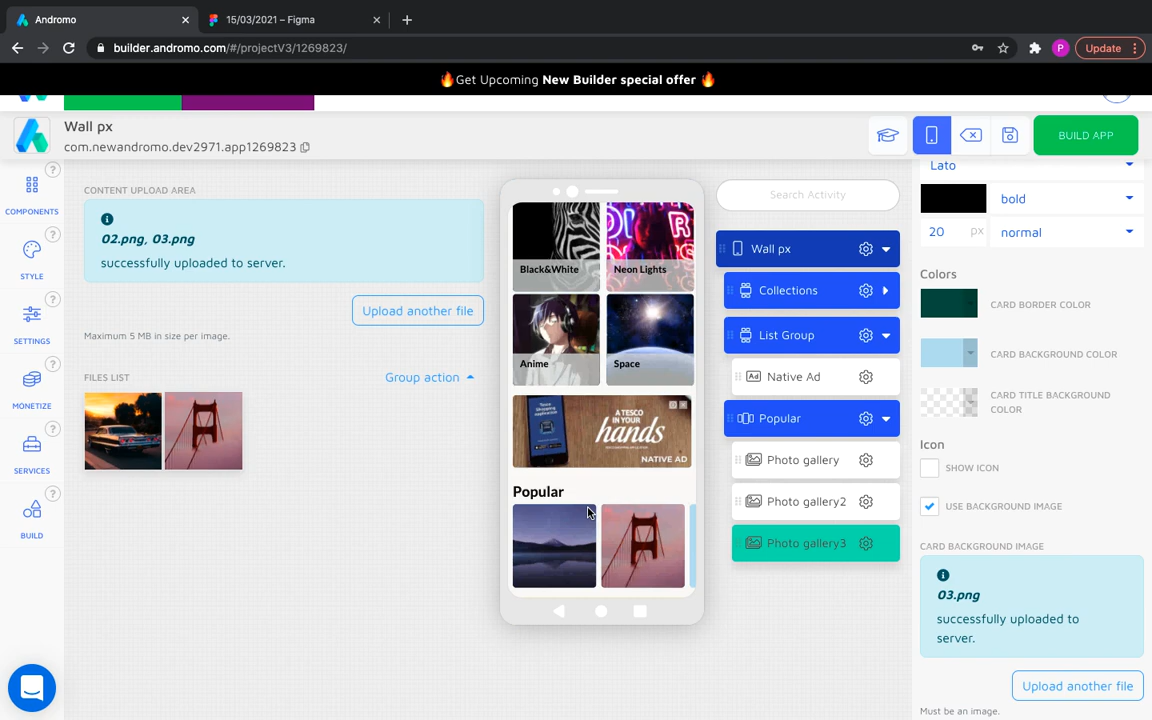 Andromo
15/03/2021 – Figma
builder.andromo.com/#/projectV3/1269823/
P
Update
🔥Get Upcoming New Builder special offer 🔥
Wall px
com.newandromo.dev2971.app1269823
BUILD APP
COMPONENTS
STYLE
SETTINGS
MONETIZE
SERVICES
BUILD
CONTENT UPLOAD AREA
02.png, 03.png
successfully uploaded to server.
Upload another file
Maximum 5 MB in size per image.
FILES LIST
Group action
Black&White
Neon Lights
Anime
Space
A TESCO
IN YOUR
hands
NATIVE AD
Popular
Search Activity
Wall px
Collections
List Group
Ad
Native Ad
Popular
Photo gallery
Photo gallery2
Photo gallery3
Lato
bold
20
px
normal
Colors
CARD BORDER COLOR
CARD BACKGROUND COLOR
CARD TITLE BACKGROUND
COLOR
Icon
SHOW ICON
USE BACKGROUND IMAGE
CARD BACKGROUND IMAGE
03.png
successfully uploaded to
server.
Upload another file
Must be an image.